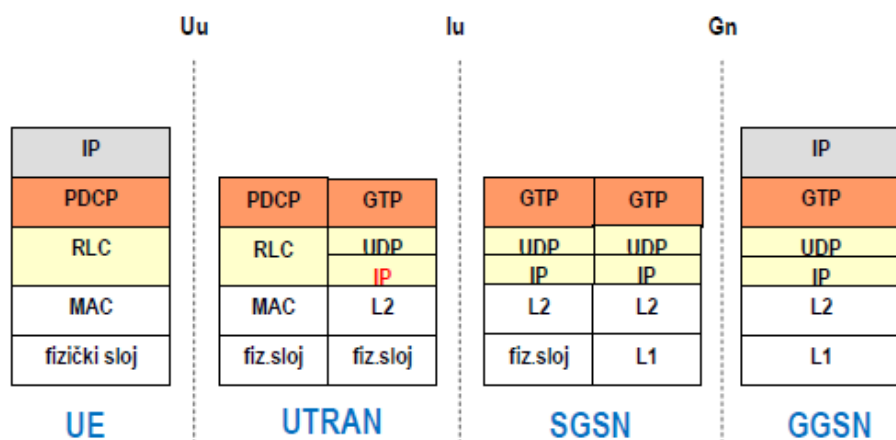 Uu Iu Gn
IP IP
PDCP PDCP GTP GTP GTP GTP
RLC RLC UDP UDP UDP UDP
IP IP IP IP
MAC MAC L2 L2 L2 L2
fizički sloj fiz.sloj fiz.sloj fiz.sloj L1 L1
UE UTRAN SGSN GGSN